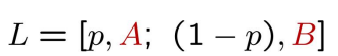 L = [p, A; (1 − p), B]